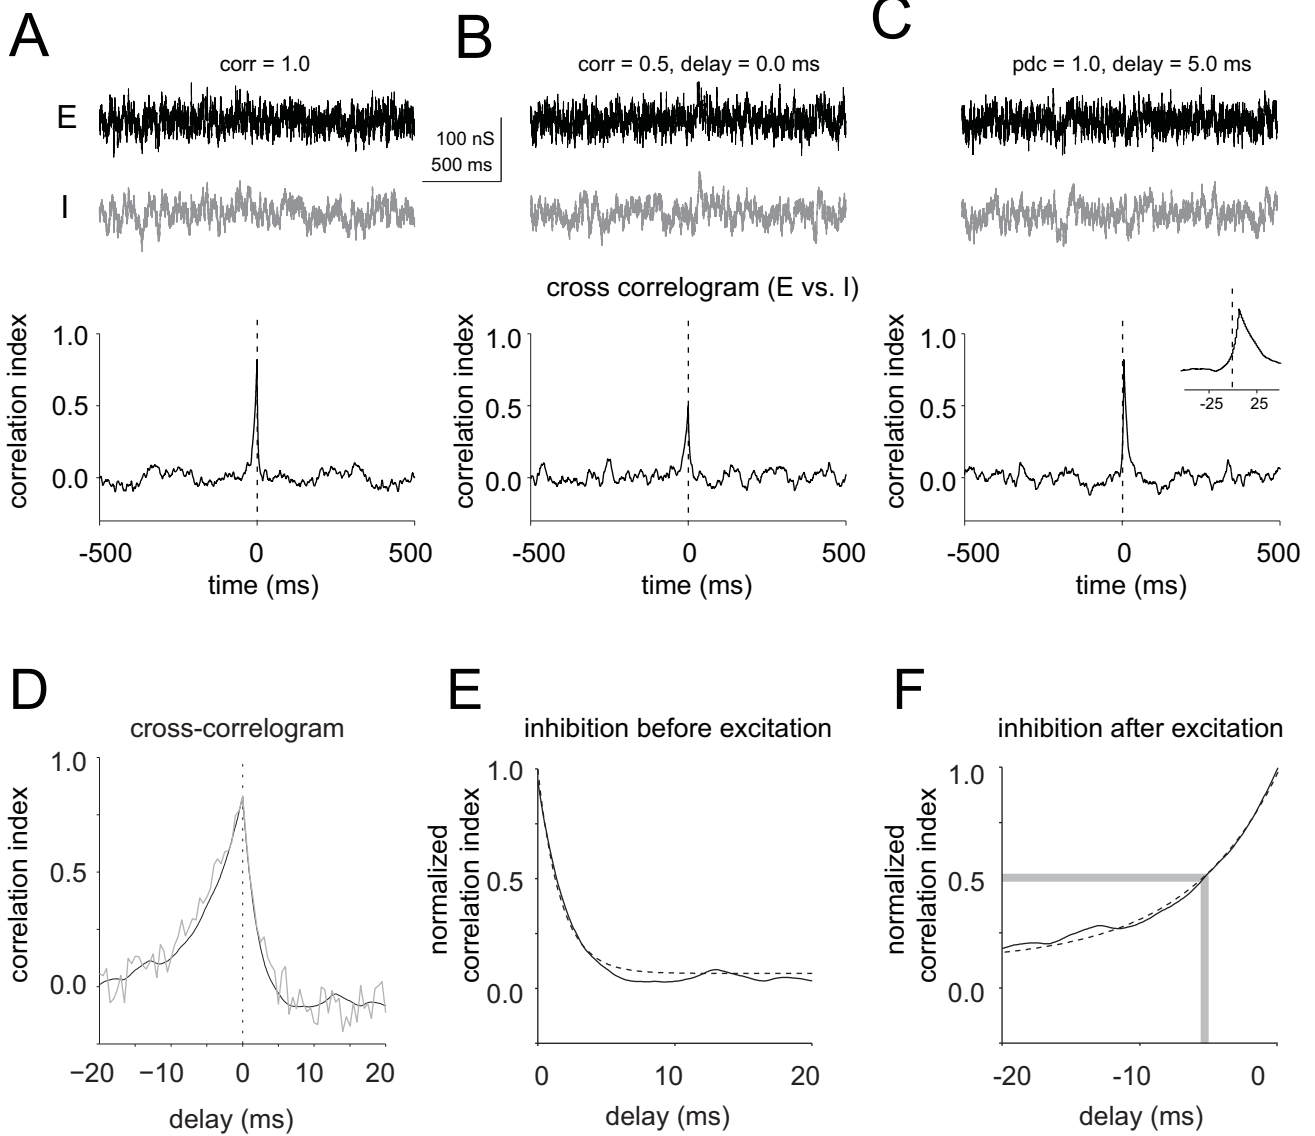 A
B
C
corr = 1.0
corr = 0.5, delay = 0.0 ms
pdc = 1.0, delay = 5.0 ms
E
I
100 nS
500 ms
cross correlogram (E vs. I)
correlation index
1.0
0.5
0.0
-500
0
500
time (ms)
correlation index
1.0
0.5
0.0
-500
0
500
time (ms)
correlation index
1.0
0.5
0.0
-500
0
500
time (ms)
-25
25
D
cross-correlogram
correlation index
1.0
0.5
0.0
−20
−10
0
10
20
delay (ms)
E
inhibition before excitation
normalized
correlation index
1.0
0.5
0.0
0
10
20
delay (ms)
F
inhibition after excitation
normalized
correlation index
1.0
0.5
0.0
-20
-10
0
delay (ms)